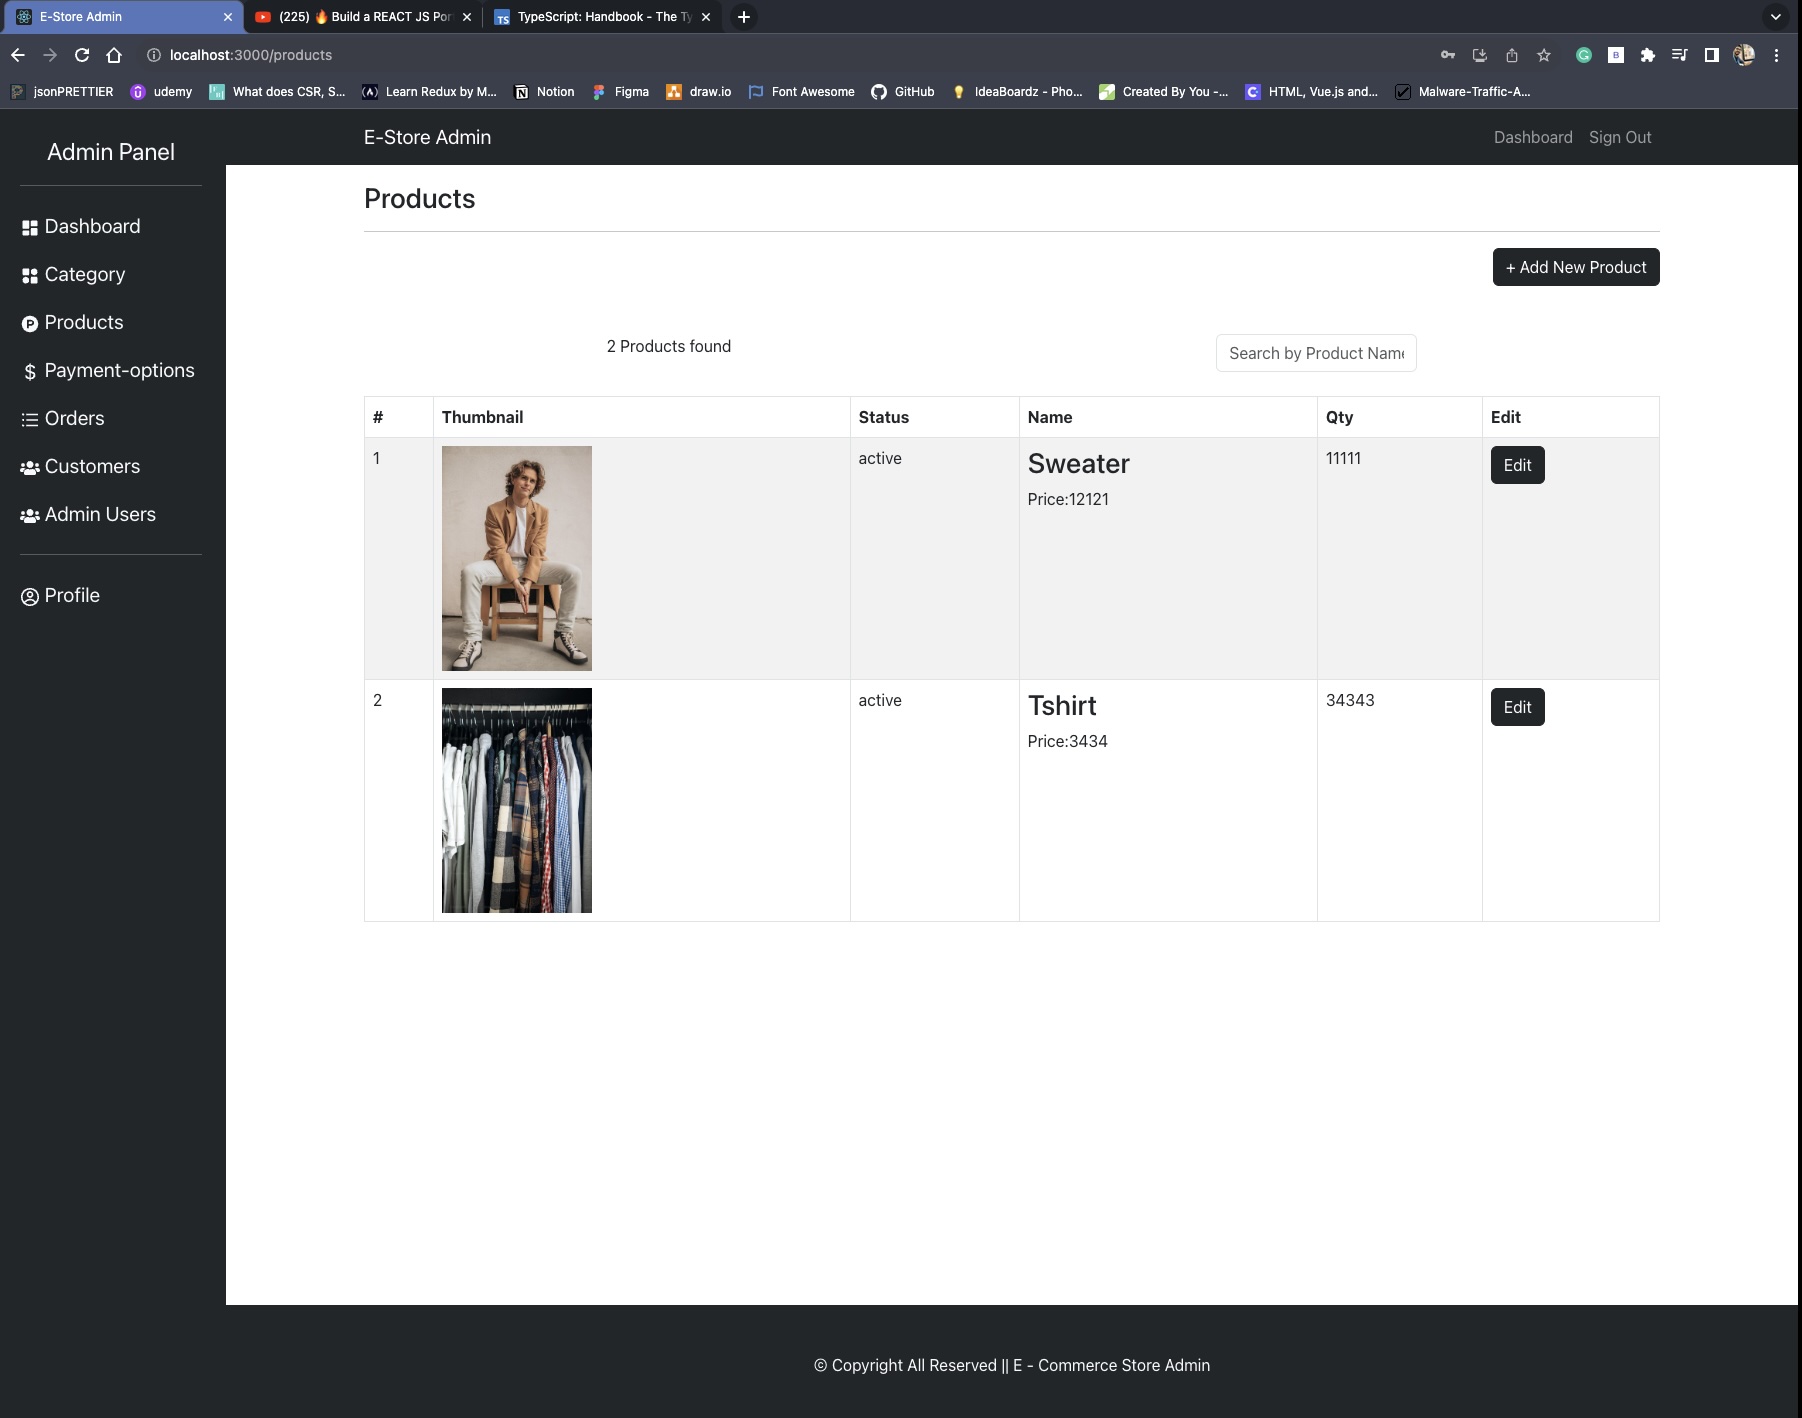 E-Store Admin
(225) 🔥 Build a REACT JS Por
TypeScript: Handbook - The Ty
localhost:3000/products
jsonPRETTIER
udemy
What does CSR, S...
Learn Redux by M...
Notion
Figma
draw.io
Font Awesome
GitHub
IdeaBoardz - Pho...
Created By You -...
HTML, Vue.js and...
Malware-Traffic-A...
Admin Panel
Dashboard
Category
Products
Payment-options
Orders
Customers
Admin Users
Profile
E-Store Admin
Dashboard Sign Out
Products
+ Add New Product
2 Products found
Search by Product Name
# Thumbnail Status Name Qty Edit
1 active Sweater 11111 Edit
Price:12121
2 active Tshirt 34343 Edit
Price:3434
© Copyright All Reserved || E - Commerce Store Admin